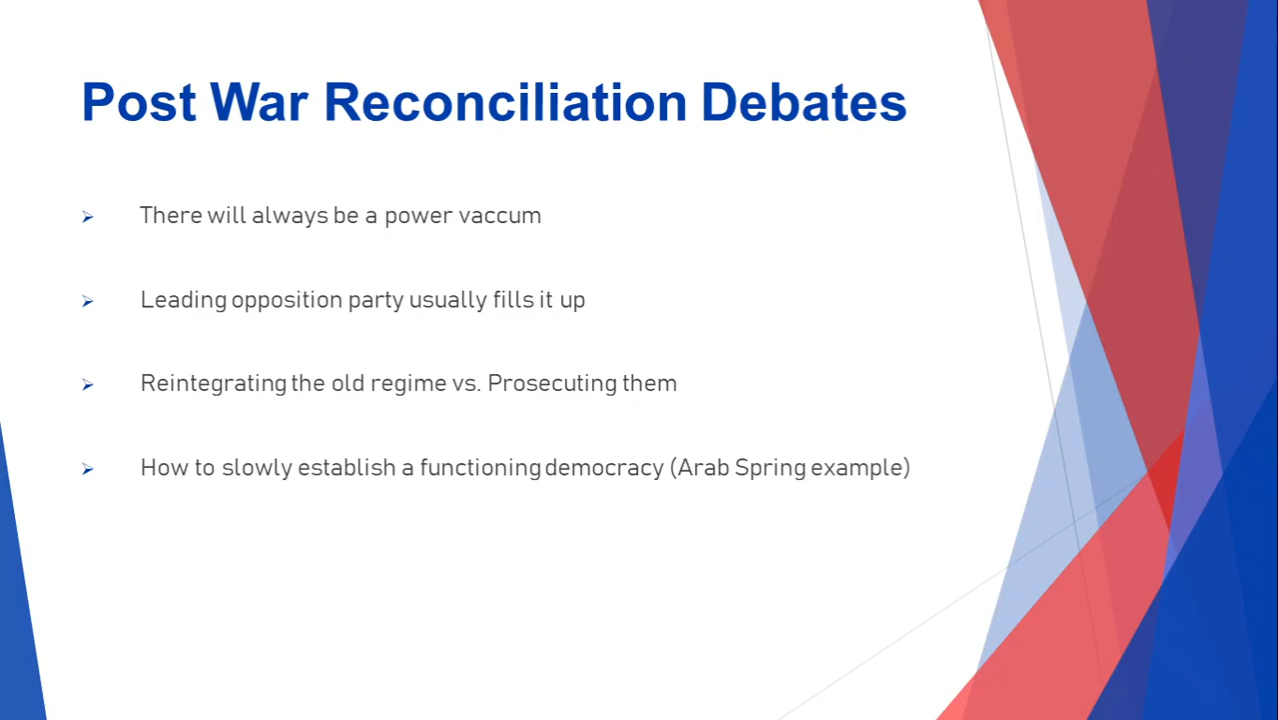 Post War Reconciliation Debates
There will always be a power vaccum
Leading opposition party usually fills it up
Reintegrating the old regime vs. Prosecuting them
How to slowly establish a functioning democracy (Arab Spring example)